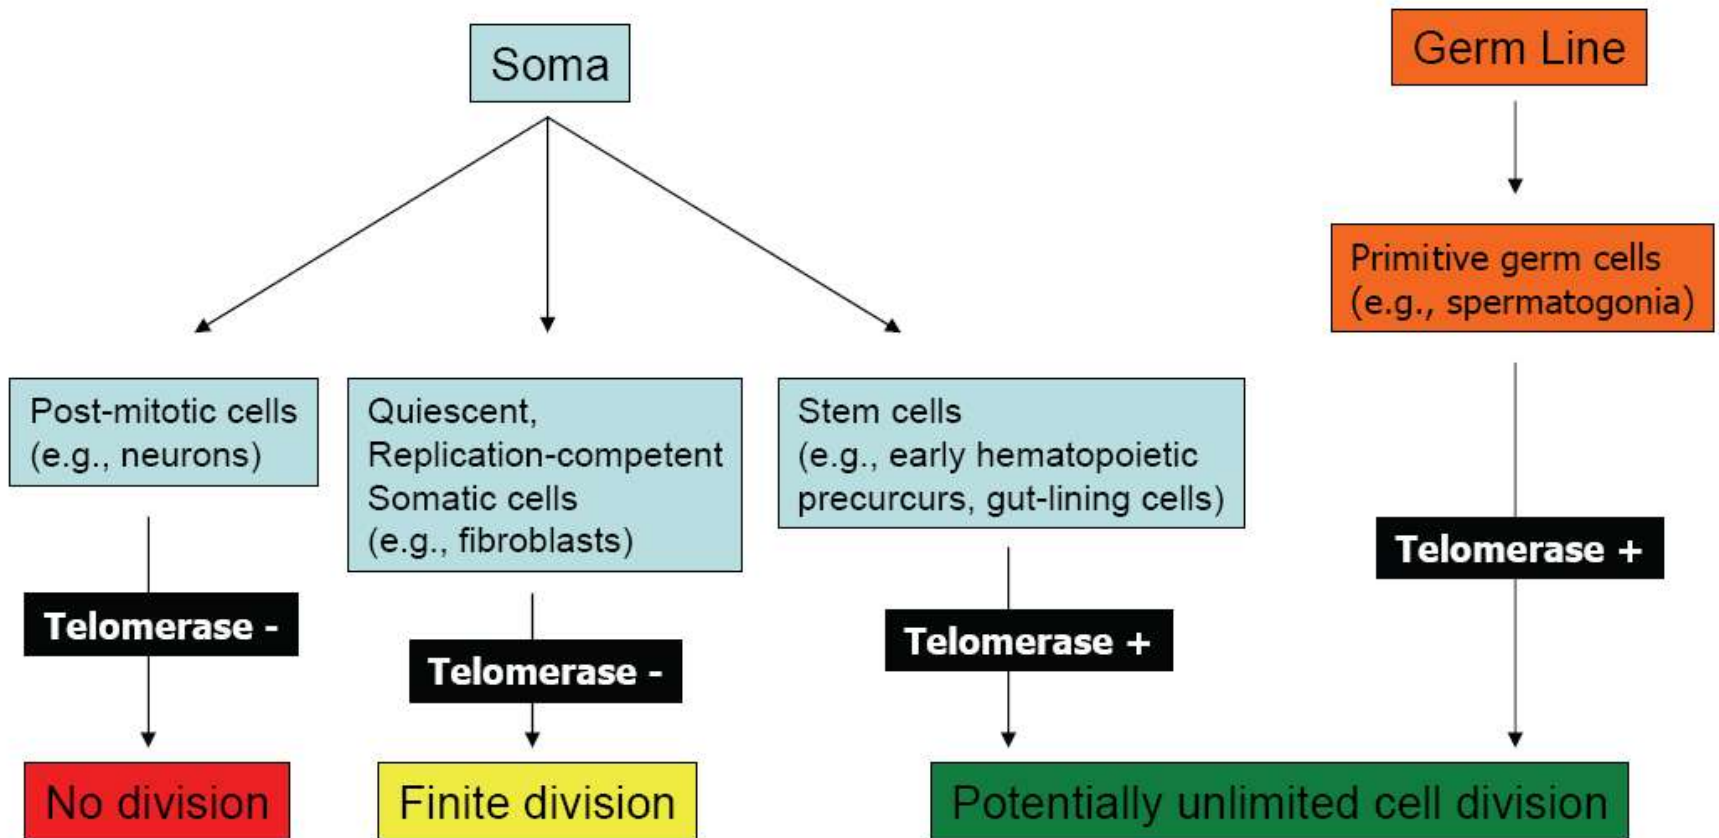 Soma
Germ Line
Primitive germ cells
(e.g., spermatogonia)
Post-mitotic cells
(e.g., neurons)
Quiescent,
Replication-competent
Somatic cells
(e.g., fibroblasts)
Stem cells
(e.g., early hematopoietic
precurcurs, gut-lining cells)
Telomerase -
Telomerase -
Telomerase +
Telomerase +
No division
Finite division
Potentially unlimited cell division